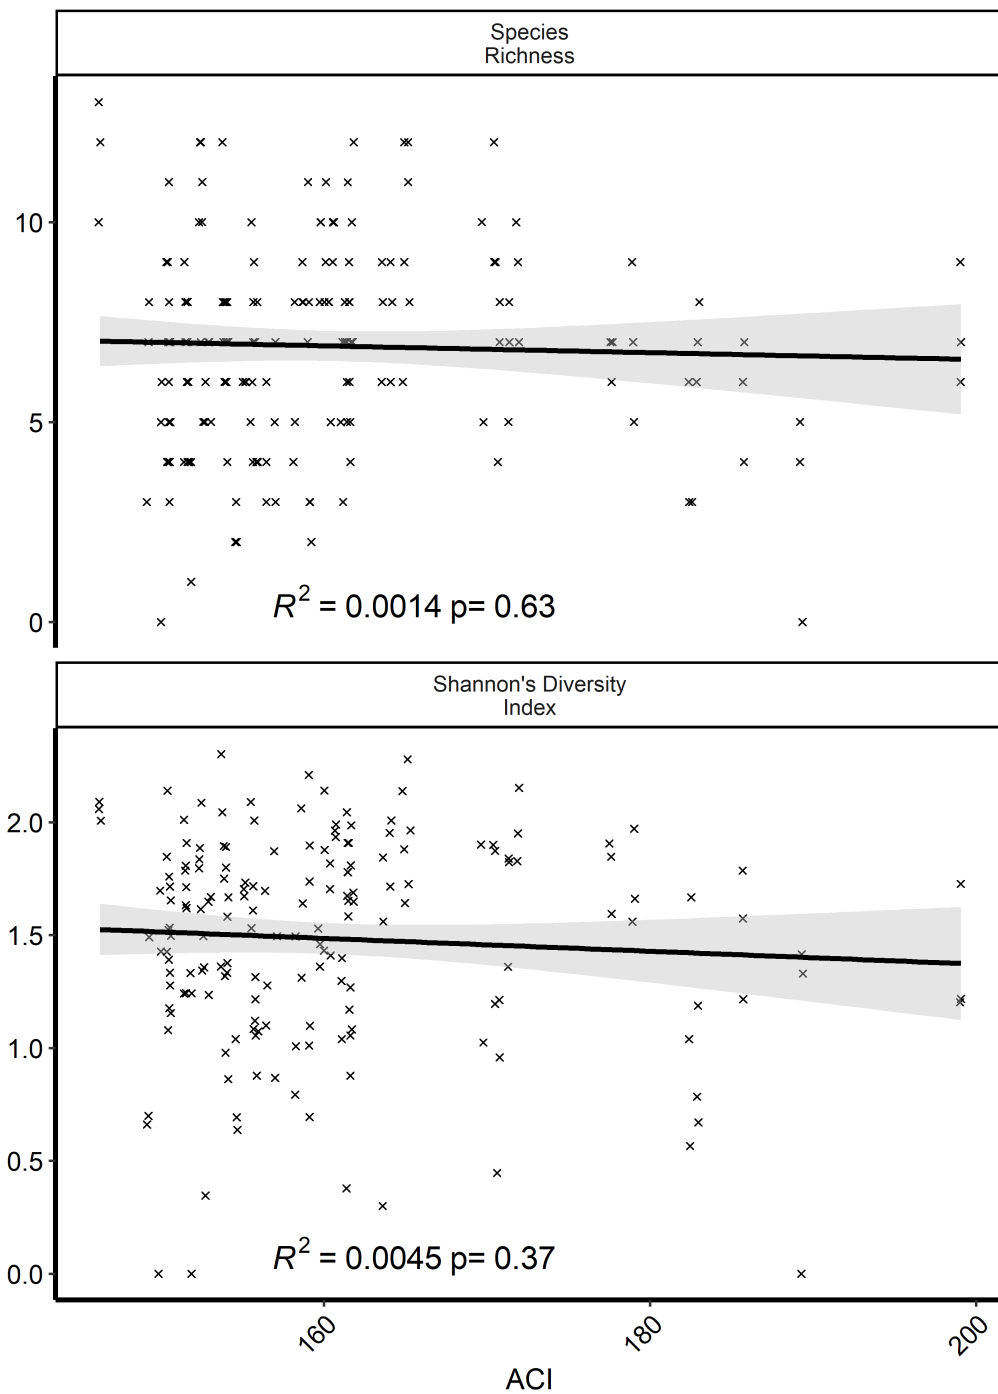 Species
Richness
10
5
0
R² = 0.0014 p= 0.63
Shannon's Diversity
Index
2.0
1.5
1.0
0.5
0.0
R² = 0.0045 p= 0.37
160
180
200
ACI